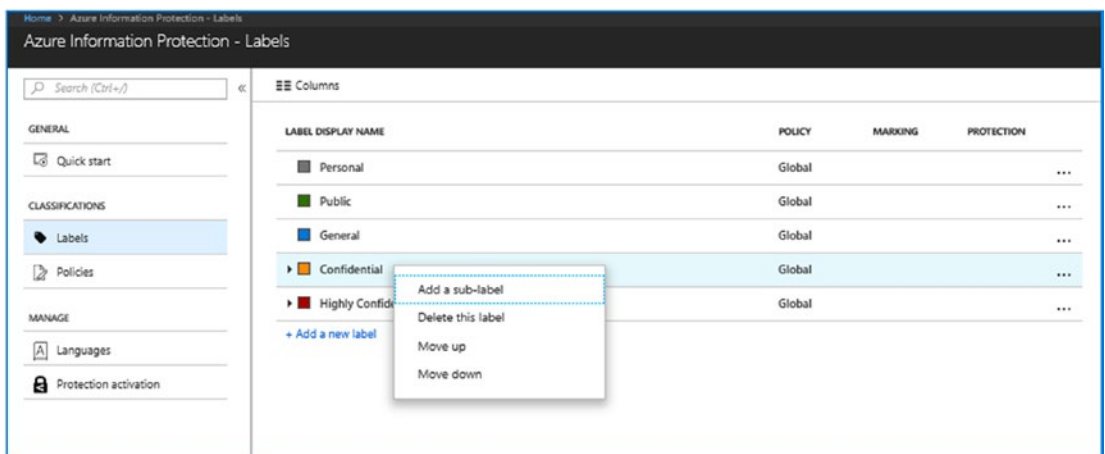 Home > Azure Information Protection - Labels
Azure Information Protection - Labels
Search (Ctrl+/)
«
Columns
GENERAL
Quick start
CLASSIFICATIONS
Labels
Policies
MANAGE
Languages
Protection activation
LABEL DISPLAY NAME POLICY MARKING PROTECTION
Personal Global ...
Public Global ...
General Global ...
Confidential Global ...
Highly Confide Global ...
+ Add a new label
Add a sub-label
Delete this label
Move up
Move down